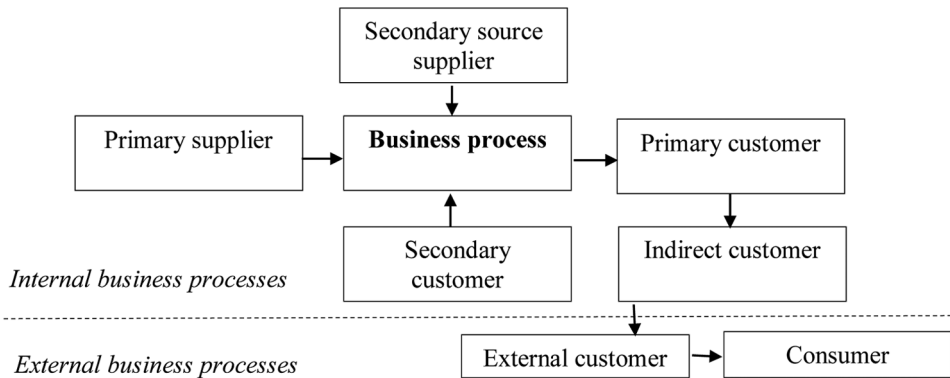 Secondary source
supplier
Primary supplier
Business process
Primary customer
Secondary
customer
Indirect customer
Internal business processes
External business processes
External customer
Consumer